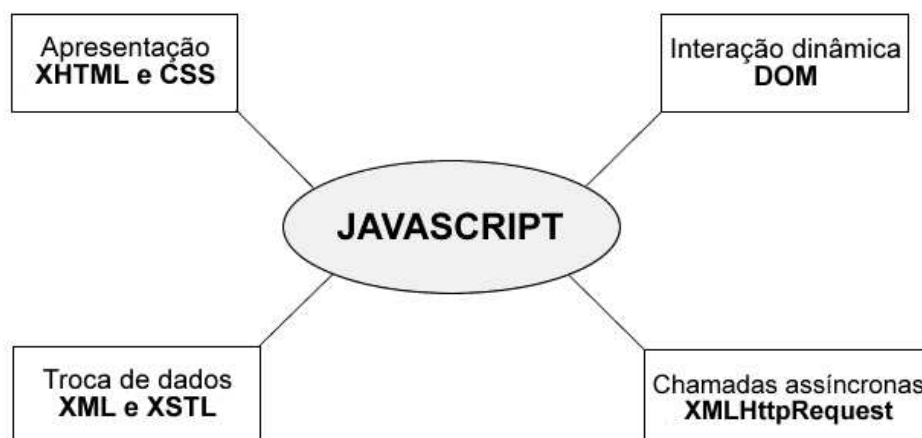 Apresentação
XHTML e CSS
Interação dinâmica
DOM
JAVASCRIPT
Troca de dados
XML e XSTL
Chamadas assíncronas
XMLHttpRequest